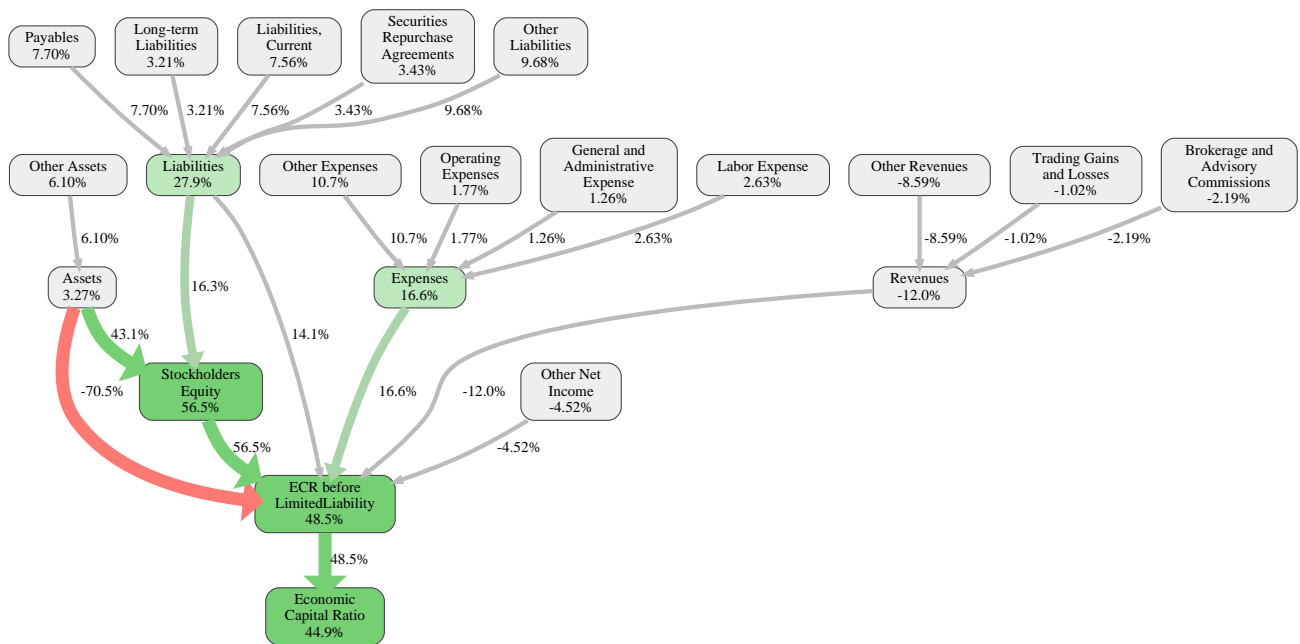 Payables
7.70%
Long-term
Liabilities
3.21%
Liabilities,
Current
7.56%
Securities
Repurchase
Agreements
3.43%
Other
Liabilities
9.68%
7.70%
3.21%
7.56%
3.43%
9.68%
Other Assets
6.10%
Liabilities
27.9%
Other Expenses
10.7%
Operating
Expenses
1.77%
General and
Administrative
Expense
1.26%
Labor Expense
2.63%
Other Revenues
-8.59%
Trading Gains
and Losses
-1.02%
Brokerage and
Advisory
Commissions
-2.19%
6.10%
10.7%
1.77%
1.26%
2.63%
-8.59%
-1.02%
-2.19%
Assets
3.27%
16.3%
Expenses
16.6%
Revenues
-12.0%
43.1%
14.1%
-70.5%
Stockholders
Equity
56.5%
16.6%
-12.0%
Other Net
Income
-4.52%
56.5%
-4.52%
ECR before
LimitedLiability
48.5%
48.5%
Economic
Capital Ratio
44.9%